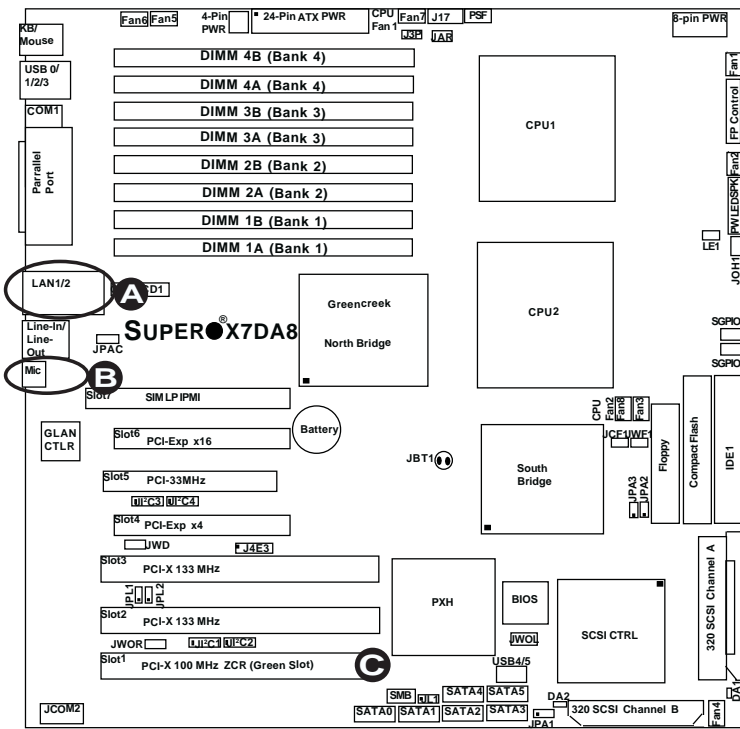 Fan6 Fan5
4-Pin PWR
24-Pin ATX PWR
CPU Fan 1
Fan7
J17
PSF
8-pin PWR
J3P
JAR
KB/ Mouse
USB 0/ 1/2/3
COM1
Parrallel Port
DIMM 4B (Bank 4)
DIMM 4A (Bank 4)
DIMM 3B (Bank 3)
DIMM 3A (Bank 3)
DIMM 2B (Bank 2)
DIMM 2A (Bank 2)
DIMM 1B (Bank 1)
DIMM 1A (Bank 1)
CPU1
Fan1
FP Control
Fan2
PWLEDSPK
LE1
JOH1
LAN1/2
A
CD1
SUPER®X7DA8
Greencreek
North Bridge
CPU2
Line-In/ Line- Out
JPAC
SGPIO
SGPIO
Mic
B
Slot7
SIMLP IPMI
GLAN CTLR
Slot6
PCI-Exp x16
Battery
CPU Fan2
Fan8
Fan3
JCF1
JWF1
Floppy
Compact Flash
IDE1
JBT1
South Bridge
JPA3
JPA2
Slot5
PCI-33MHz
JI²C3
JI²C4
Slot4
PCI-Exp x4
JWD
J4E3
Slot3
PCI-X 133 MHz
JPL1
JPL2
PXH
BIOS
SCSI CTRL
320 SCSI Channel A
Slot2
PCI-X 133 MHz
JWOR
JI²C1
JI²C2
JWOL
Slot1
PCI-X 100 MHz ZCR (Green Slot)
C
USB4/5
JCOM2
SMB
JL1
SATA4
SATA5
SATA0
SATA1
SATA2
SATA3
DA2
JPA1
320 SCSI Channel B
Fan4
DA1